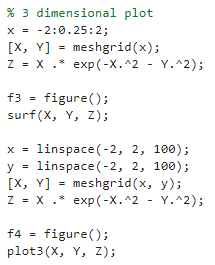 % 3 dimensional plot
x = -2:0.25:2;
[X, Y] = meshgrid(x);
Z = X .* exp(-X.^2 - Y.^2);

f3 = figure();
surf(X, Y, Z);

x = linspace(-2, 2, 100);
y = linspace(-2, 2, 100);
[X, Y] = meshgrid(x, y);
Z = X .* exp(-X.^2 - Y.^2);

f4 = figure();
plot3(X, Y, Z);